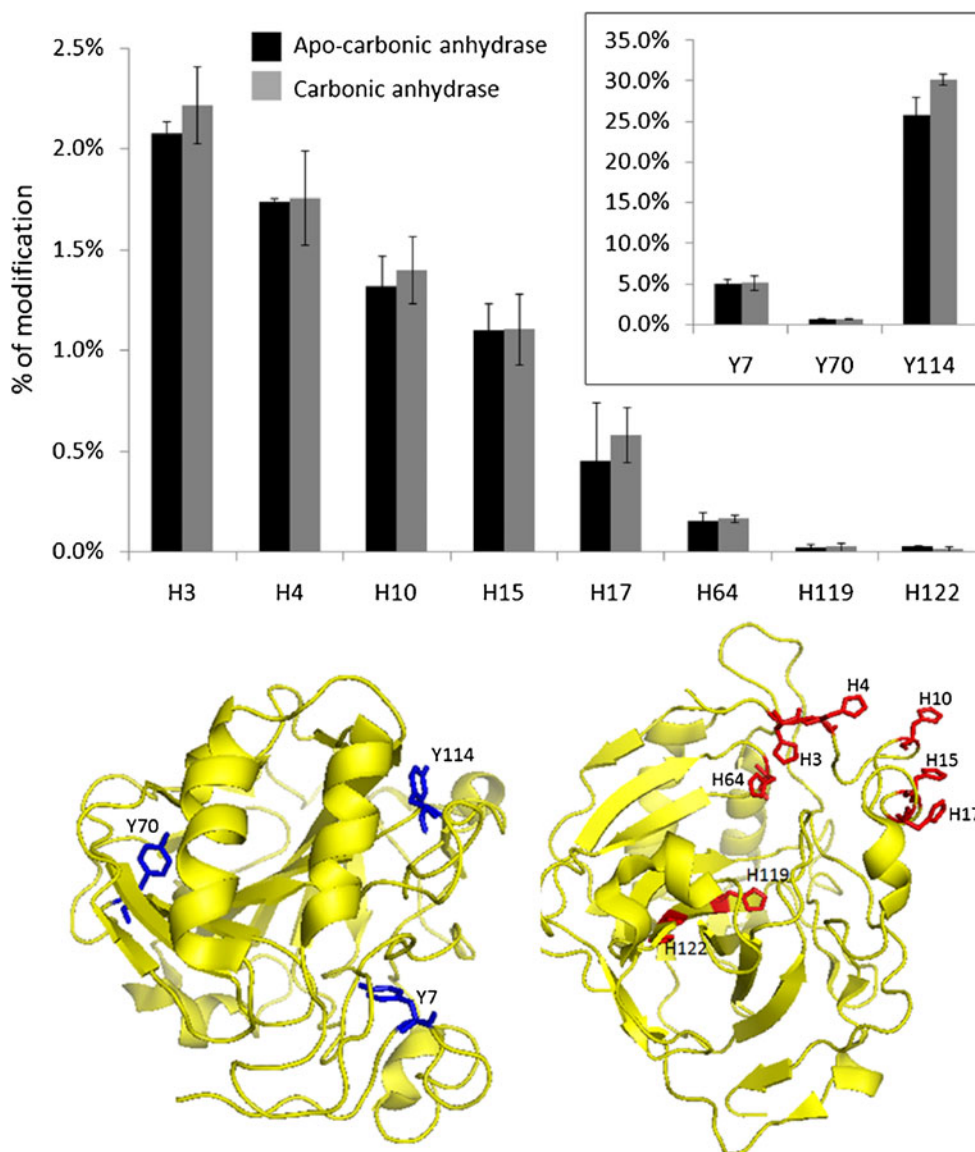 2.5%
2.0%
1.5%
1.0%
0.5%
0.0%
% of modification
Apo-carbonic anhydrase
Carbonic anhydrase
H3 H4 H10 H15 H17 H64 H119 H122
35.0%
30.0%
25.0%
20.0%
15.0%
10.0%
5.0%
0.0%
Y7 Y70 Y114
Y114
Y70
Y7
H4
H10
H3
H15
H64
H17
H119
H122